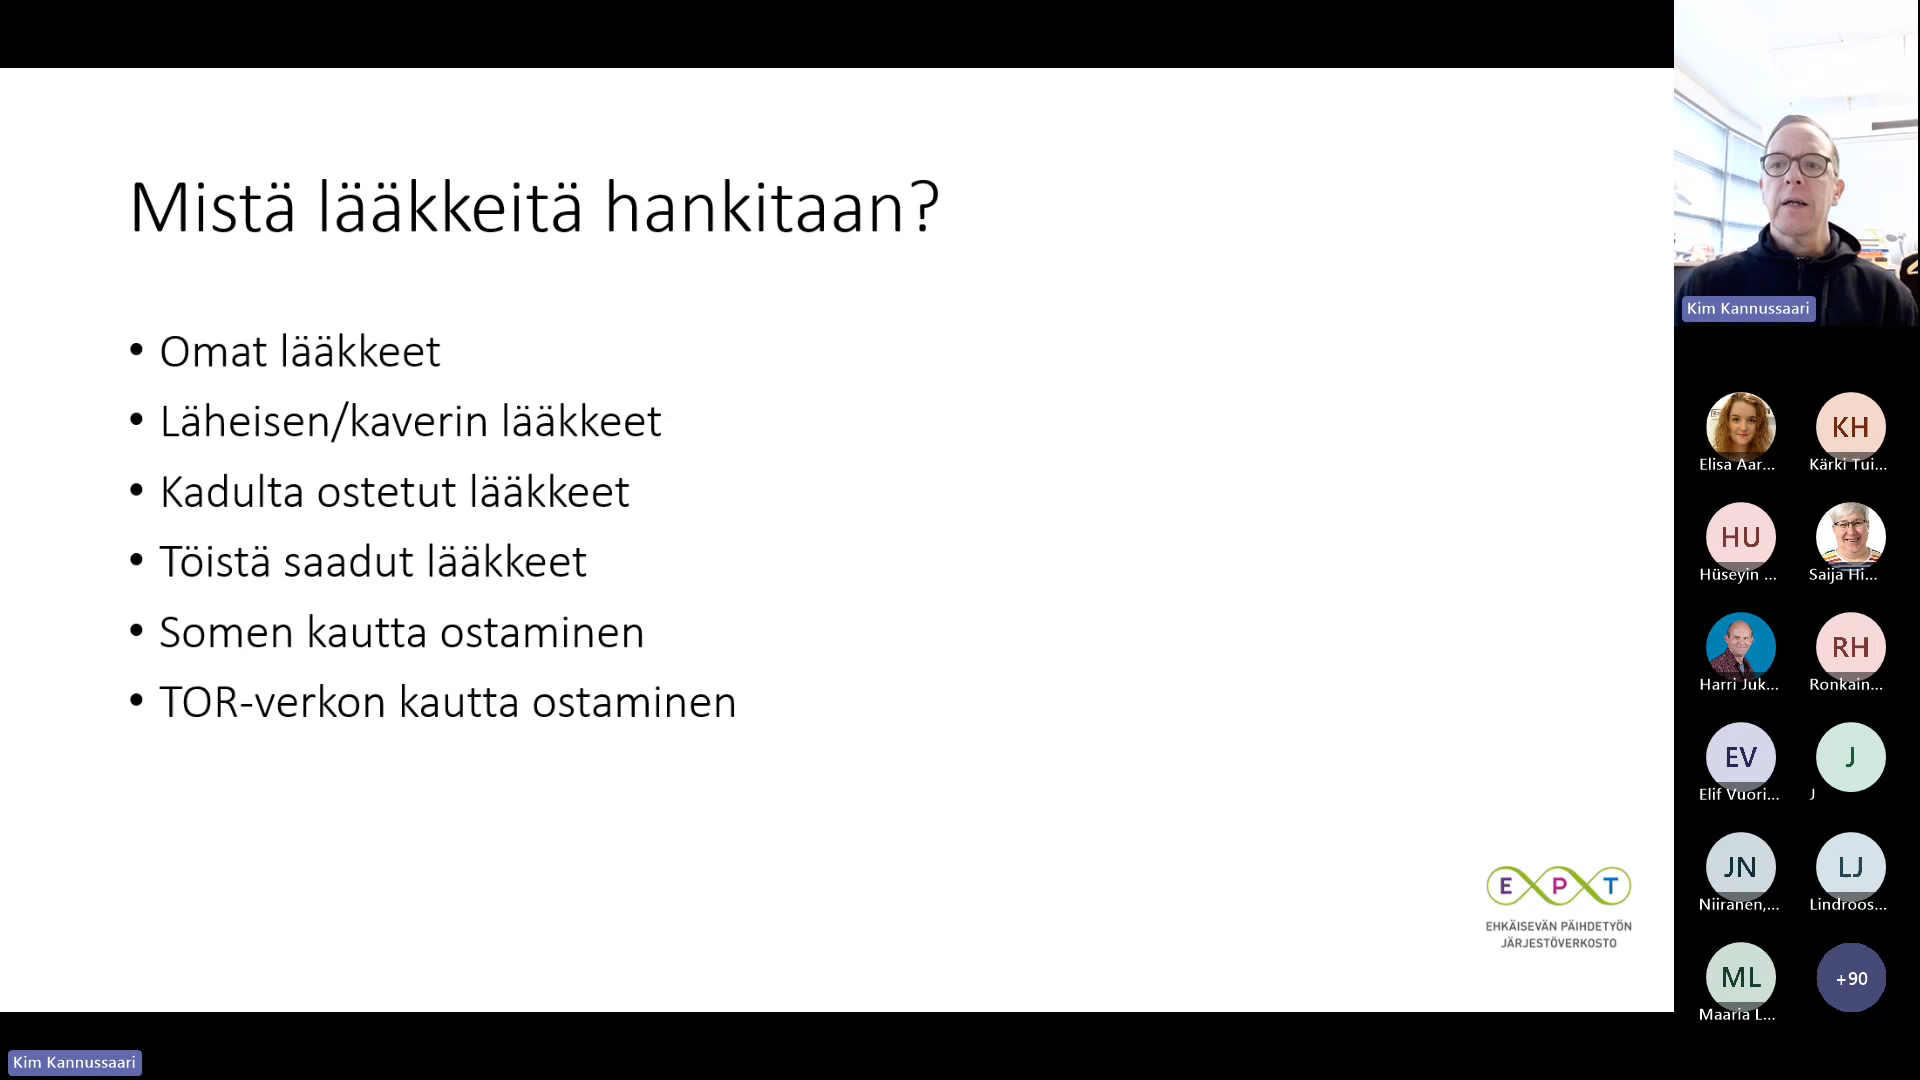 Mistä lääkkeitä hankitaan?
• Omat lääkkeet
• Läheisen/kaverin lääkkeet
• Kadulta ostetut lääkkeet
• Töistä saadut lääkkeet
• Somen kautta ostaminen
• TOR-verkon kautta ostaminen
E P T
EHKÄISEVÄN PÄIHDETYÖN
JÄRJESTÖVERKOSTO
Kim Kannussaari
Kim Kannussaari
KH
Elisa Aar...
Kärki Tui...
HU
Hüseyin ...
Saija Hi...
RH
Harri Juk...
Ronkain...
EV
J
Elif Vuori...
J
JN
LJ
Niiranen,...
Lindroos...
ML
+90
Maaria L...